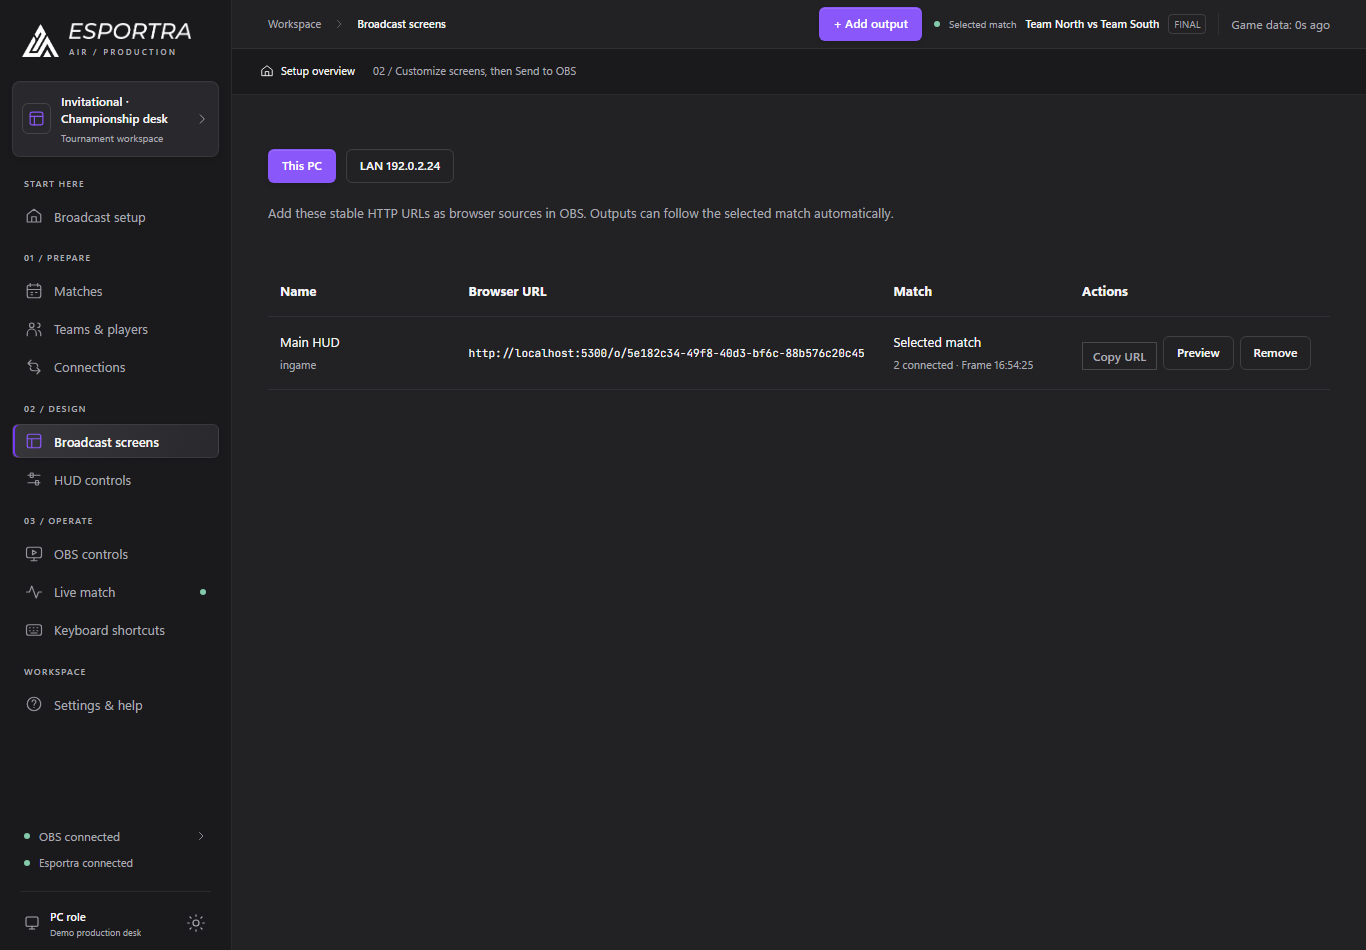 ESPORTRA
AIR / PRODUCTION
Invitational ·
Championship desk
Tournament workspace
START HERE
Broadcast setup
01 / PREPARE
Matches
Teams & players
Connections
02 / DESIGN
Broadcast screens
HUD controls
03 / OPERATE
OBS controls
Live match
Keyboard shortcuts
WORKSPACE
Settings & help
OBS connected
Esportra connected
PC role
Demo production desk
Workspace > Broadcast screens
+ Add output
Selected match Team North vs Team South FINAL
Game data: 0s ago
Setup overview 02 / Customize screens, then Send to OBS
This PC LAN 192.0.2.24
Add these stable HTTP URLs as browser sources in OBS. Outputs can follow the selected match automatically.
Name Browser URL Match Actions
Main HUD
ingame
http://localhost:5300/o/5e182c34-49f8-40d3-bf6c-88b576c20c45
Selected match
2 connected · Frame 16:54:25
Copy URL Preview Remove